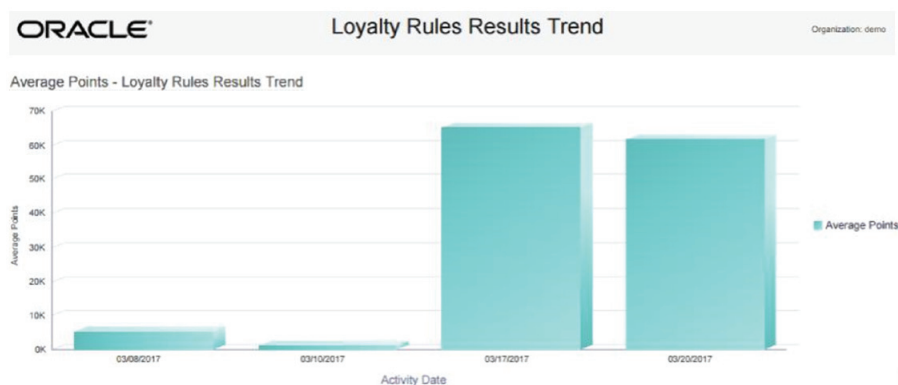 ORACLE®
Loyalty Rules Results Trend
Organization: demo
Average Points - Loyalty Rules Results Trend
70K
60K
50K
40K
30K
20K
10K
0K
Average Points
03/08/2017 03/10/2017 03/17/2017 03/20/2017
Activity Date
Average Points